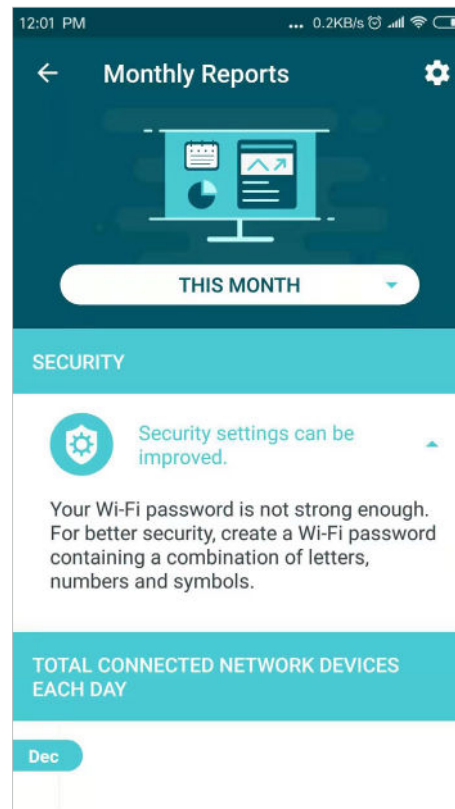 12:01 PM ... 0.2KB/s
Monthly Reports
THIS MONTH
SECURITY
Security settings can be
improved.
Your Wi-Fi password is not strong enough.
For better security, create a Wi-Fi password
containing a combination of letters,
numbers and symbols.
TOTAL CONNECTED NETWORK DEVICES
EACH DAY
Dec